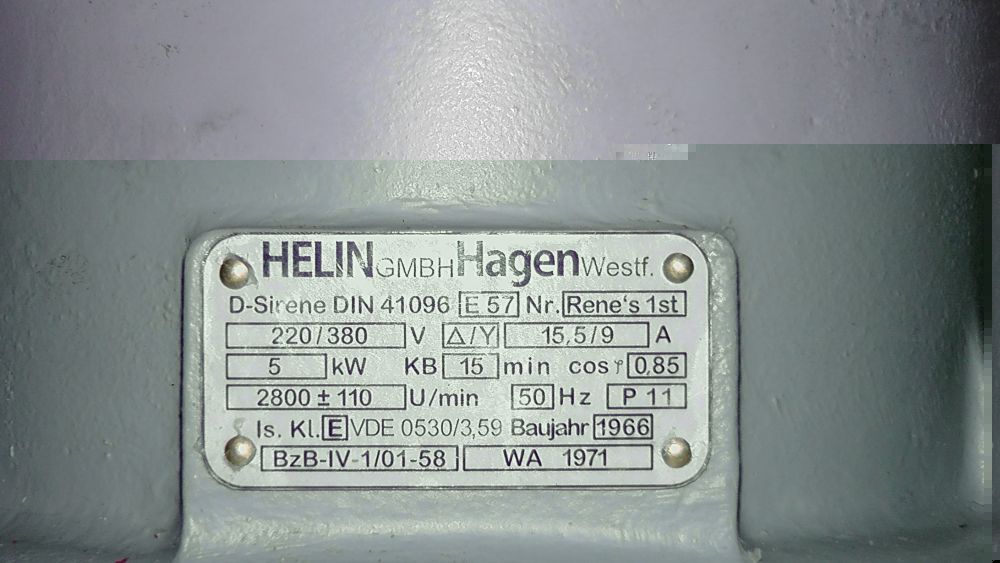 HELIN GMBH Hagen Westf.
D-Sirene DIN 41096 E 57 Nr. Rene's 1st
220/380 V Δ/Y 15,5/9 A
5 kW KB 15 min cos φ 0,85
2800 ± 110 U/min 50 Hz P 11
Is. Kl. E VDE 0530/3,59 Baujahr 1966
BzB-IV-1/01-58 WA 1971